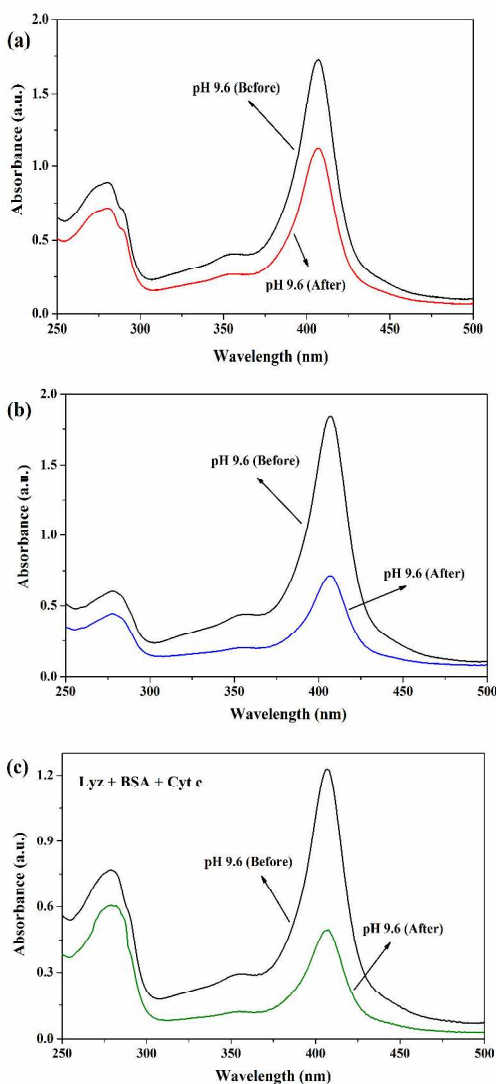 (a)
2.0
1.5
1.0
0.5
0.0
Absorbance (a.u.)
pH 9.6 (Before)
pH 9.6 (After)
250 300 350 400 450 500
Wavelength (nm)
(b)
2.0
1.5
1.0
0.5
0.0
Absorbance (a.u.)
pH 9.6 (Before)
pH 9.6 (After)
250 300 350 400 450 500
Wavelength (nm)
(c)
Lyz + BSA + Cyt c
1.2
0.9
0.6
0.3
0.0
Absorbance (a.u.)
pH 9.6 (Before)
pH 9.6 (After)
250 300 350 400 450 500
Wavelength (nm)